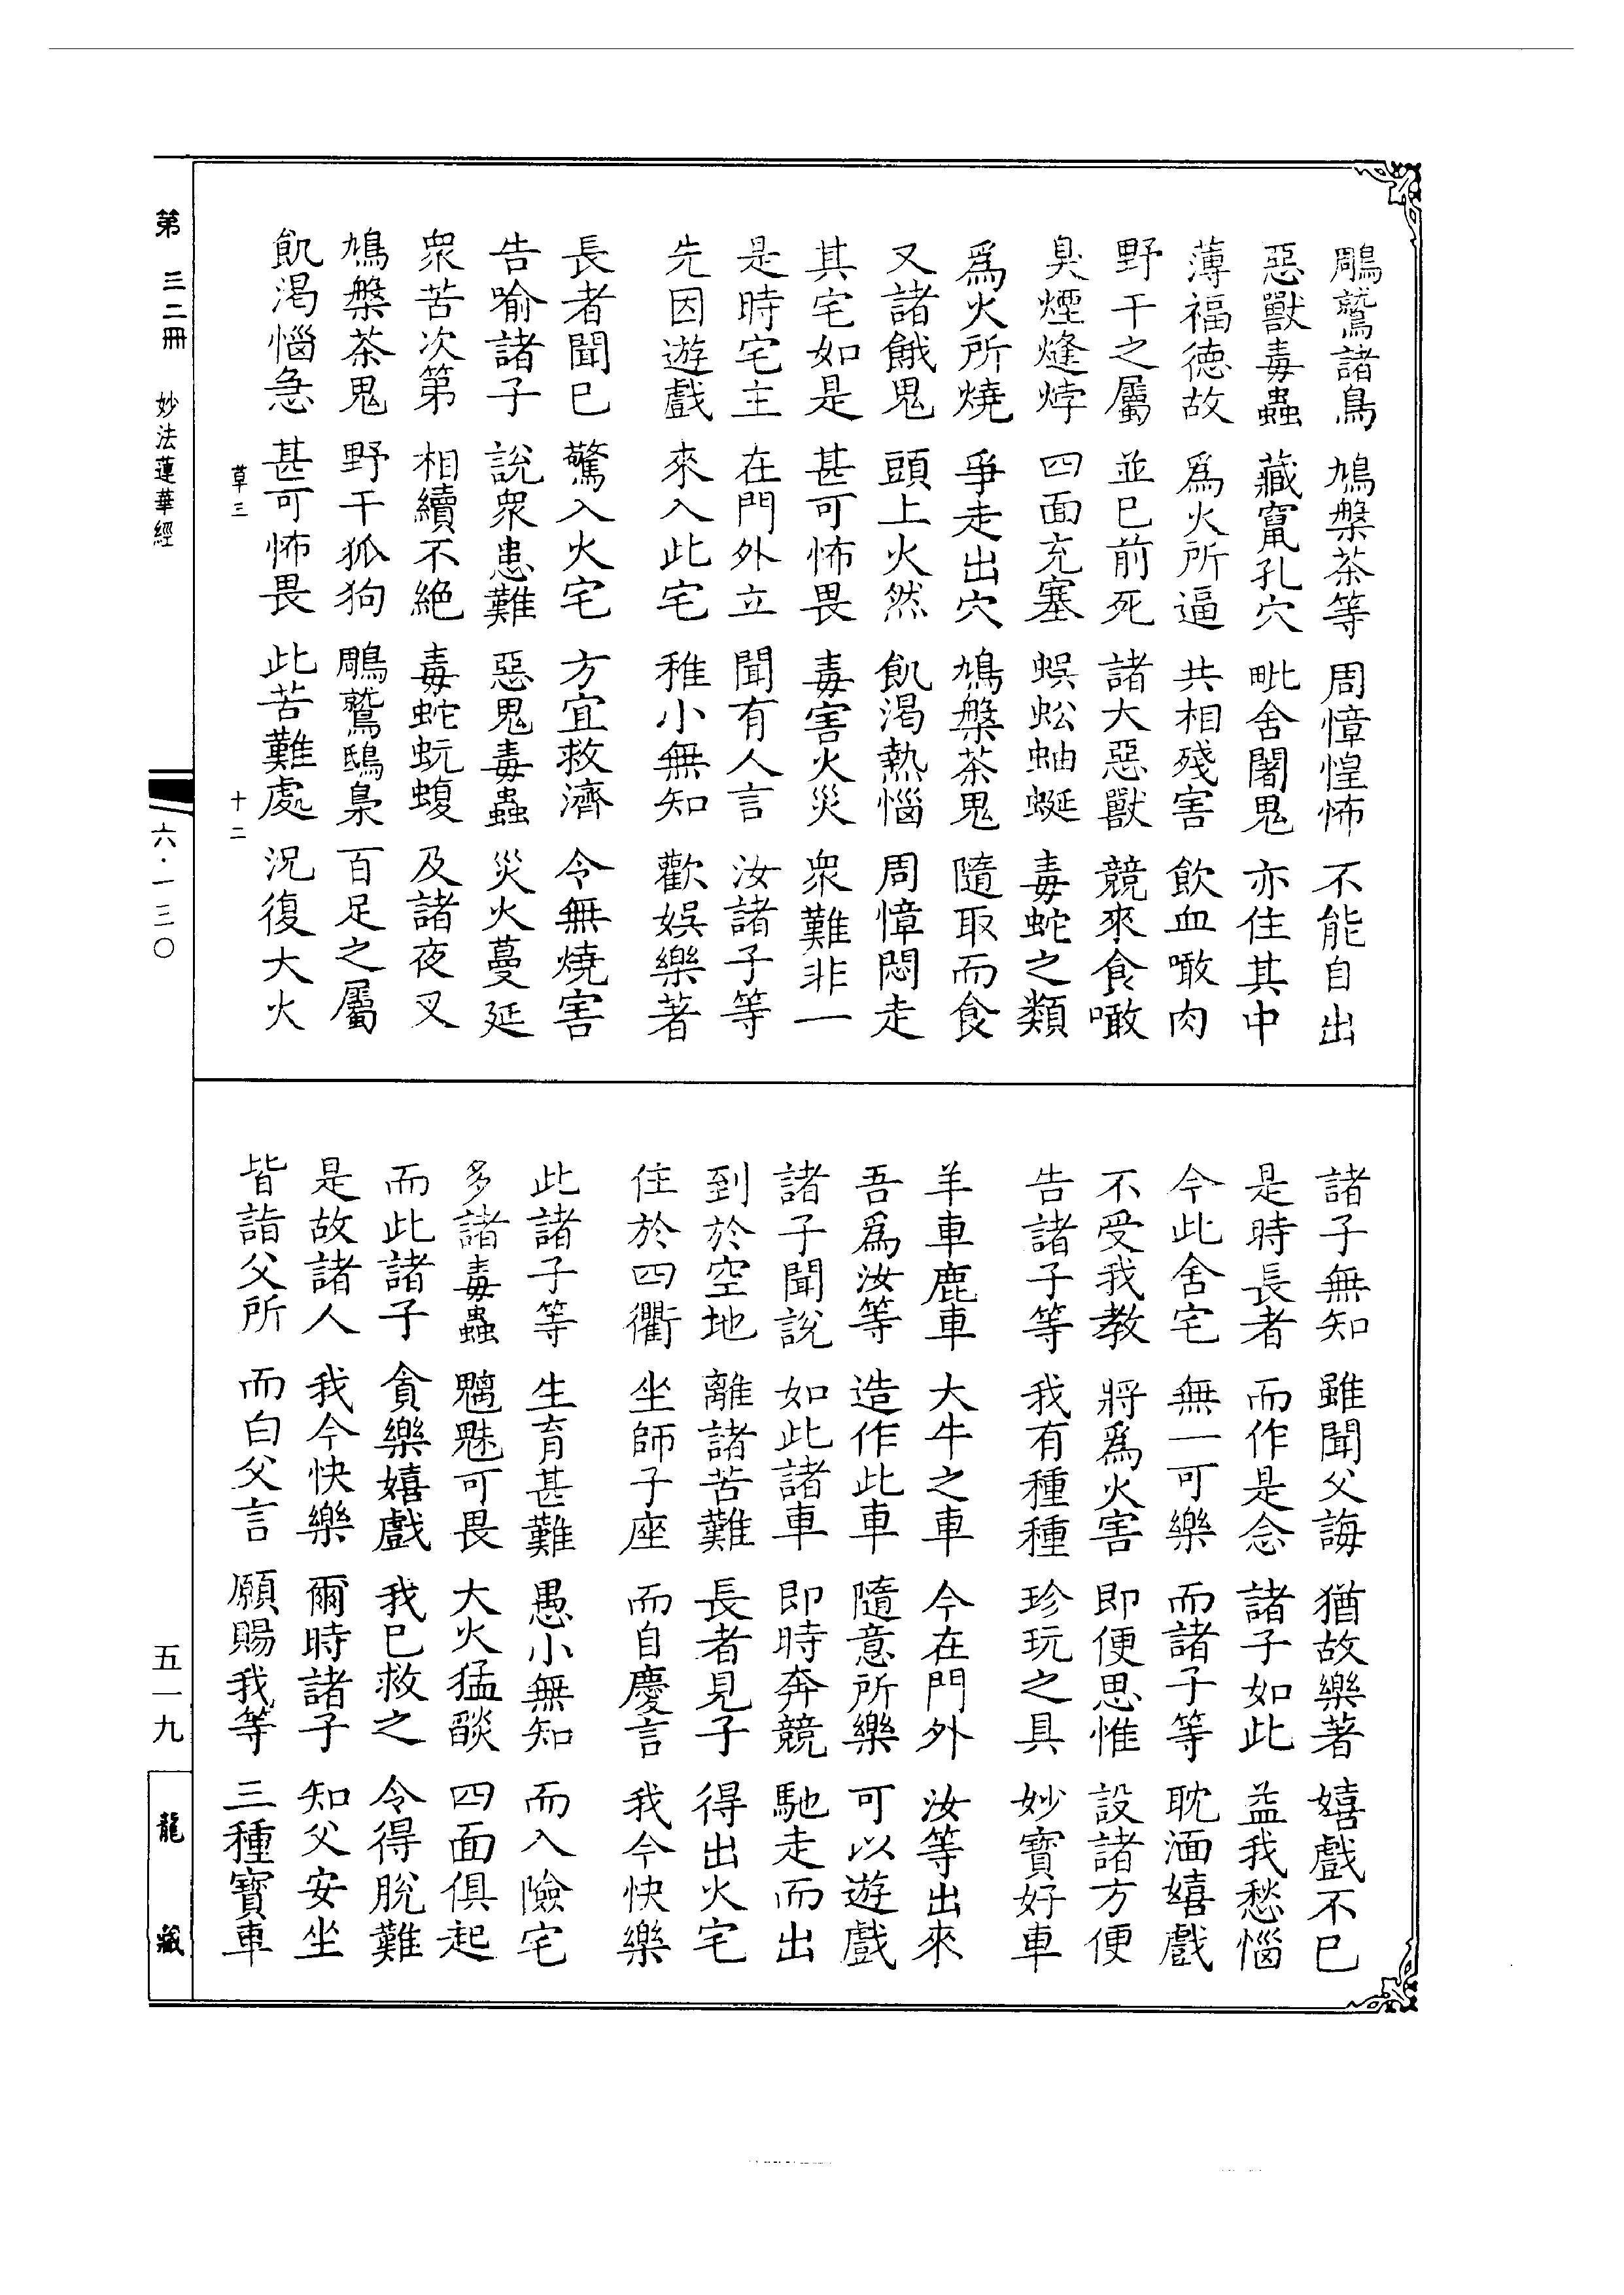 鵰鷲諸鳥 鳩槃茶等 周慞惶怖 不能自出
惡獸毒蟲 藏竄孔穴 毗舍闍鬼 亦住其中
薄福德故 爲火所逼 共相殘害 飲血噉肉
野干之屬 並已前死 諸大惡獸 競來食噉
臭煙熢㶿 四面充塞 蜈蚣蚰蜒 毒蛇之類
爲火所燒 爭走出穴 鳩槃茶鬼 隨取而食
又諸餓鬼 頭上火然 飢渴熱惱 周慞悶走
其宅如是 甚可怖畏 毒害火災 衆難非一
是時宅主 在門外立 聞有人言 汝諸子等
先因遊戲 來入此宅 稚小無知 歡娛樂著
長者聞已 驚入火宅 方宜救濟 令無燒害
告喻諸子 說衆患難 惡鬼毒蟲 災火蔓延
衆苦次第 相續不絕 毒蛇蚖蝮 及諸夜叉
鳩槃茶鬼 野干狐狗 鵰鷲鴟梟 百足之屬
飢渴惱急 甚可怖畏 此苦難處 況復大火
草三 十二
諸子無知 雖聞父誨 猶故樂著 嬉戲不已
是時長者 而作是念 諸子如此 益我愁惱
今此舍宅 無一可樂 而諸子等 耽湎嬉戲
不受我教 將爲火害 即便思惟 設諸方便
告諸子等 我有種種 珍玩之具 妙寶好車
羊車鹿車 大牛之車 今在門外 汝等出來
吾爲汝等 造作此車 隨意所樂 可以遊戲
諸子聞說 如此諸車 即時奔競 馳走而出
到於空地 離諸苦難 長者見子 得出火宅
住於四衢 坐師子座 而自慶言 我今快樂
此諸子等 生育甚難 愚小無知 而入險宅
多諸毒蟲 魑魅可畏 大火猛燄 四面俱起
而此諸子 貪樂嬉戲 我已救之 令得脫難
是故諸人 我今快樂 爾時諸子 知父安坐
皆詣父所 而白父言 願賜我等 三種寶車
第三二冊 妙法蓮華經 六·一三〇 五一九 龍藏